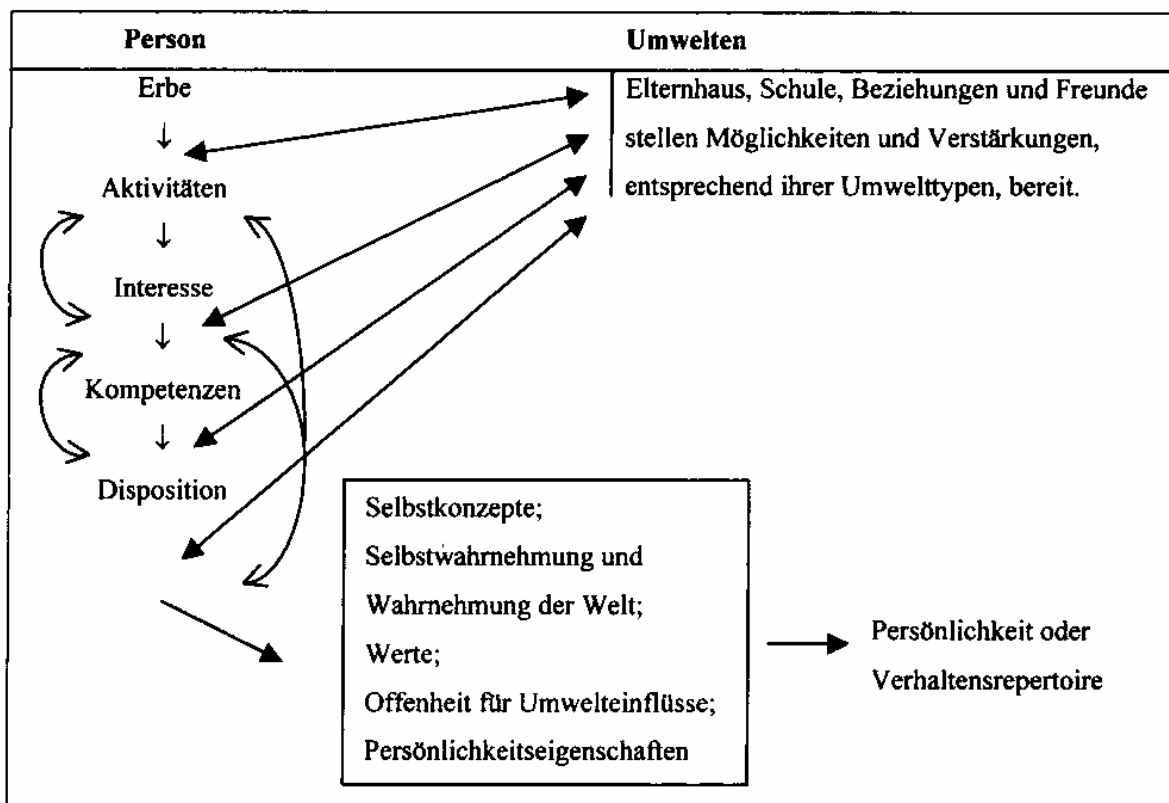 Person
Umwelten
Erbe
Aktivitäten
Interesse
Kompetenzen
Disposition
Elternhaus, Schule, Beziehungen und Freunde
stellen Möglichkeiten und Verstärkungen,
entsprechend ihrer Umwelttypen, bereit.
Selbstkonzepte;
Selbstwahrnehmung und
Wahrnehmung der Welt;
Werte;
Offenheit für Umwelteinflüsse;
Persönlichkeitseigenschaften
Persönlichkeit oder
Verhaltensrepertoire